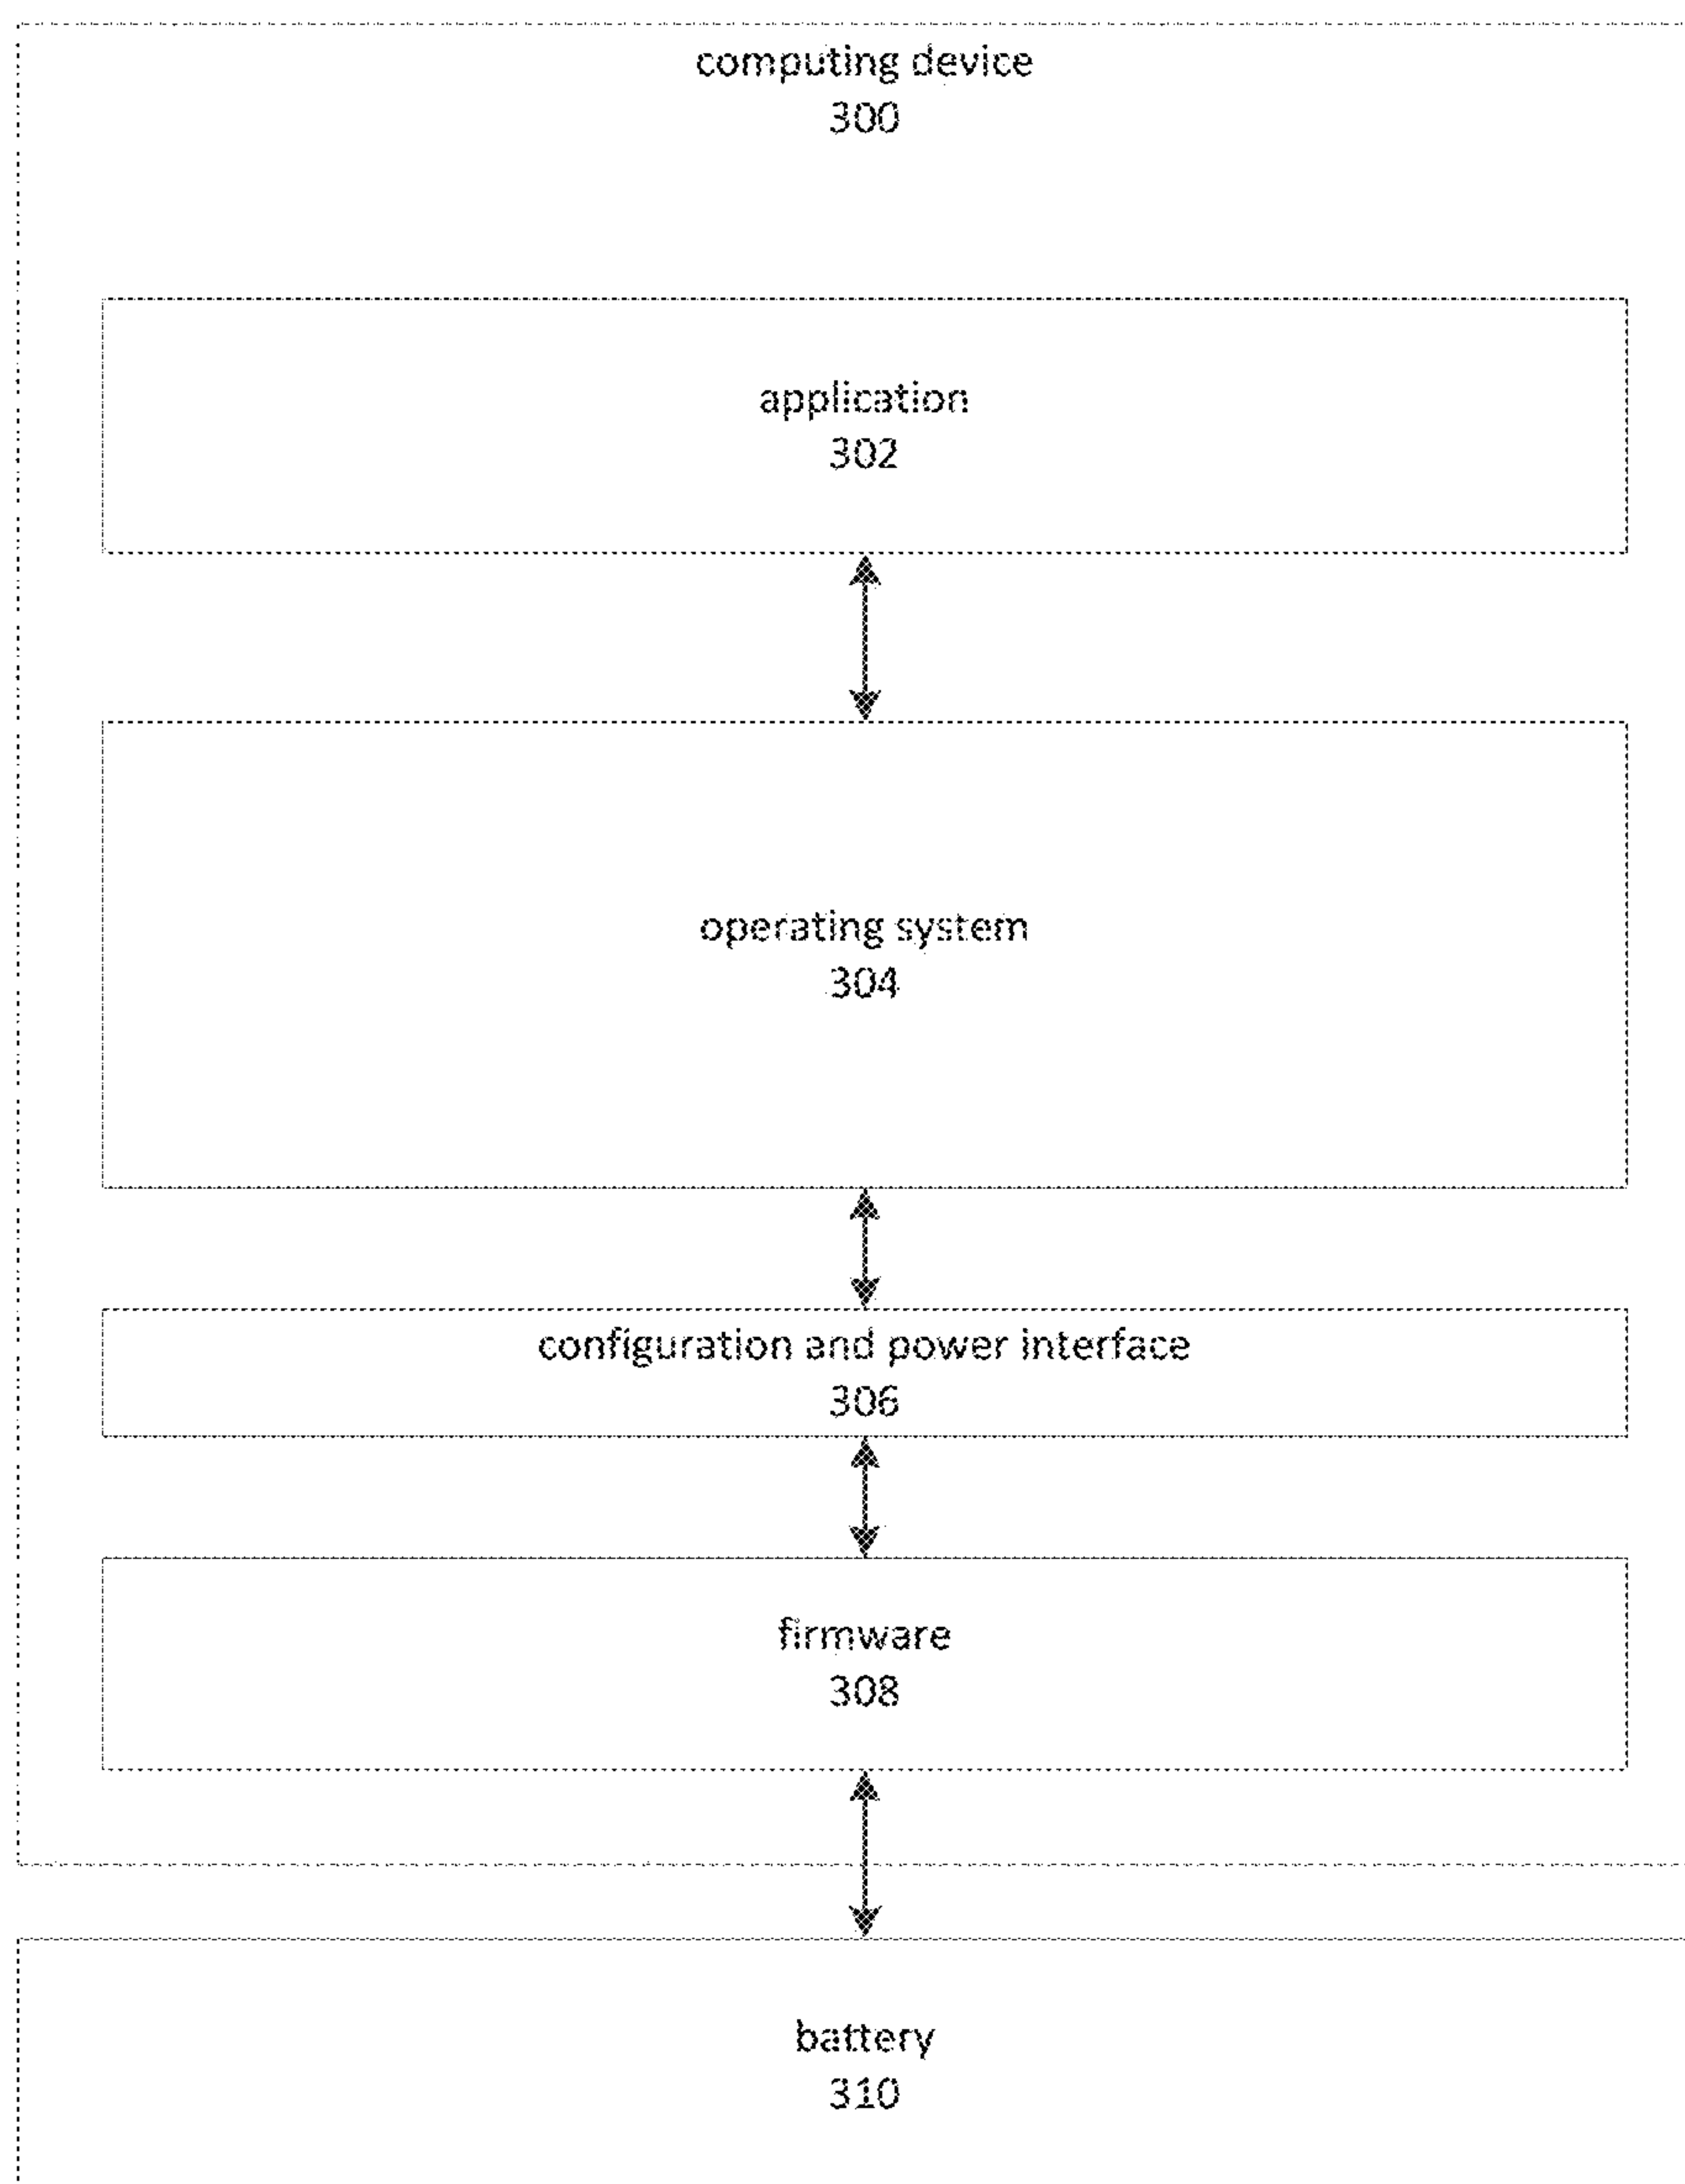 computing device
300
application
302
operating system
304
configuration and power interface
306
firmware
308
battery
310